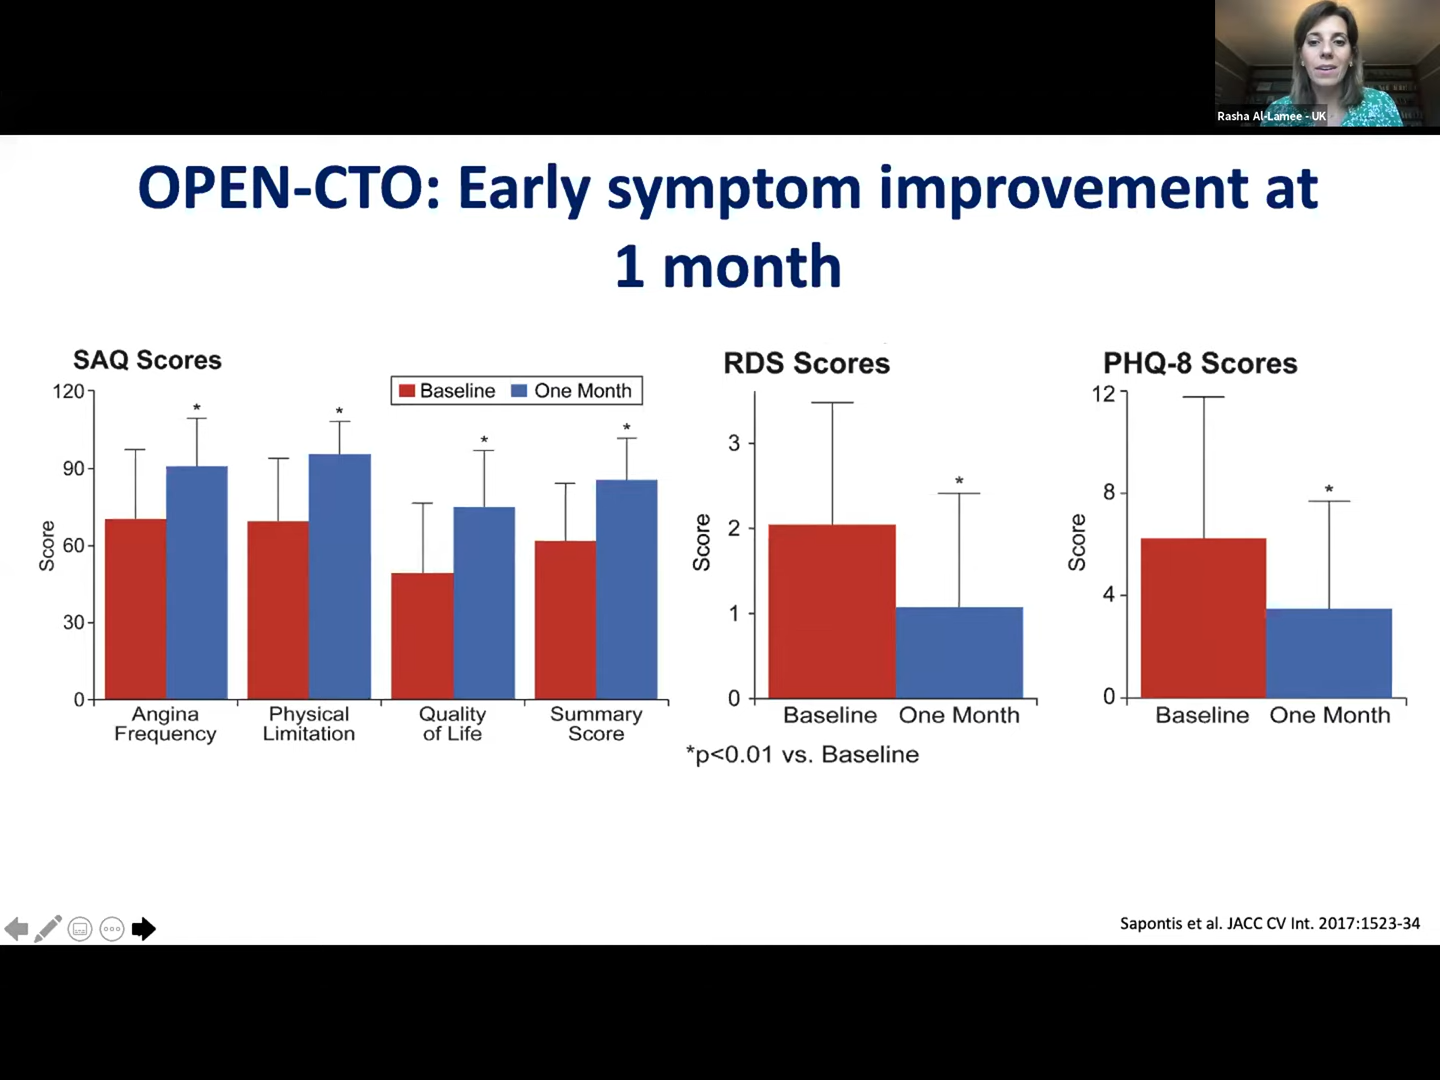 Rasha Al-Lamee - UK
OPEN-CTO: Early symptom improvement at
1 month
SAQ Scores
Baseline One Month
120
90
60
30
0
Score
* * * *
Angina
Frequency
Physical
Limitation
Quality
of Life
Summary
Score
RDS Scores
3
2
1
0
Score
*
Baseline One Month
*p<0.01 vs. Baseline
PHQ-8 Scores
12
8
4
0
Score
*
Baseline One Month
Sapontis et al. JACC CV Int. 2017:1523-34